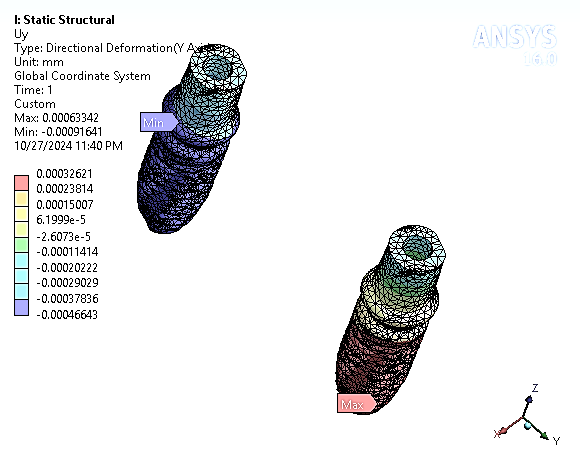 I: Static Structural
Uy
Type: Directional Deformation(Y Axis)
Unit: mm
Global Coordinate System
Time: 1
Custom
Max: 0.00063342
Min: -0.00091641
10/27/2024 11:40 PM
ANSYS
16.0
Min
0.00032621
0.00023814
0.00015007
6.1999e-5
-2.6073e-5
-0.00011414
-0.00020222
-0.00029029
-0.00037836
-0.00046643
Max
Z
X
Y